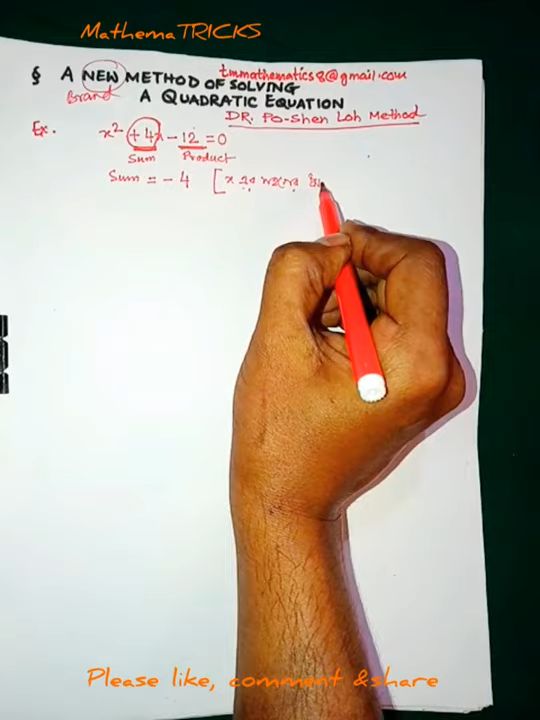 MathemaTRICKS
§ A NEW METHOD OF SOLVING tmmathematics8@gmail.com
Brand A QUADRATIC EQUATION
DR. Po-Shen Loh Method
Ex. x² + 4x - 12 = 0
Sum Product
Sum = - 4 [ x এর
Please like, comment &share